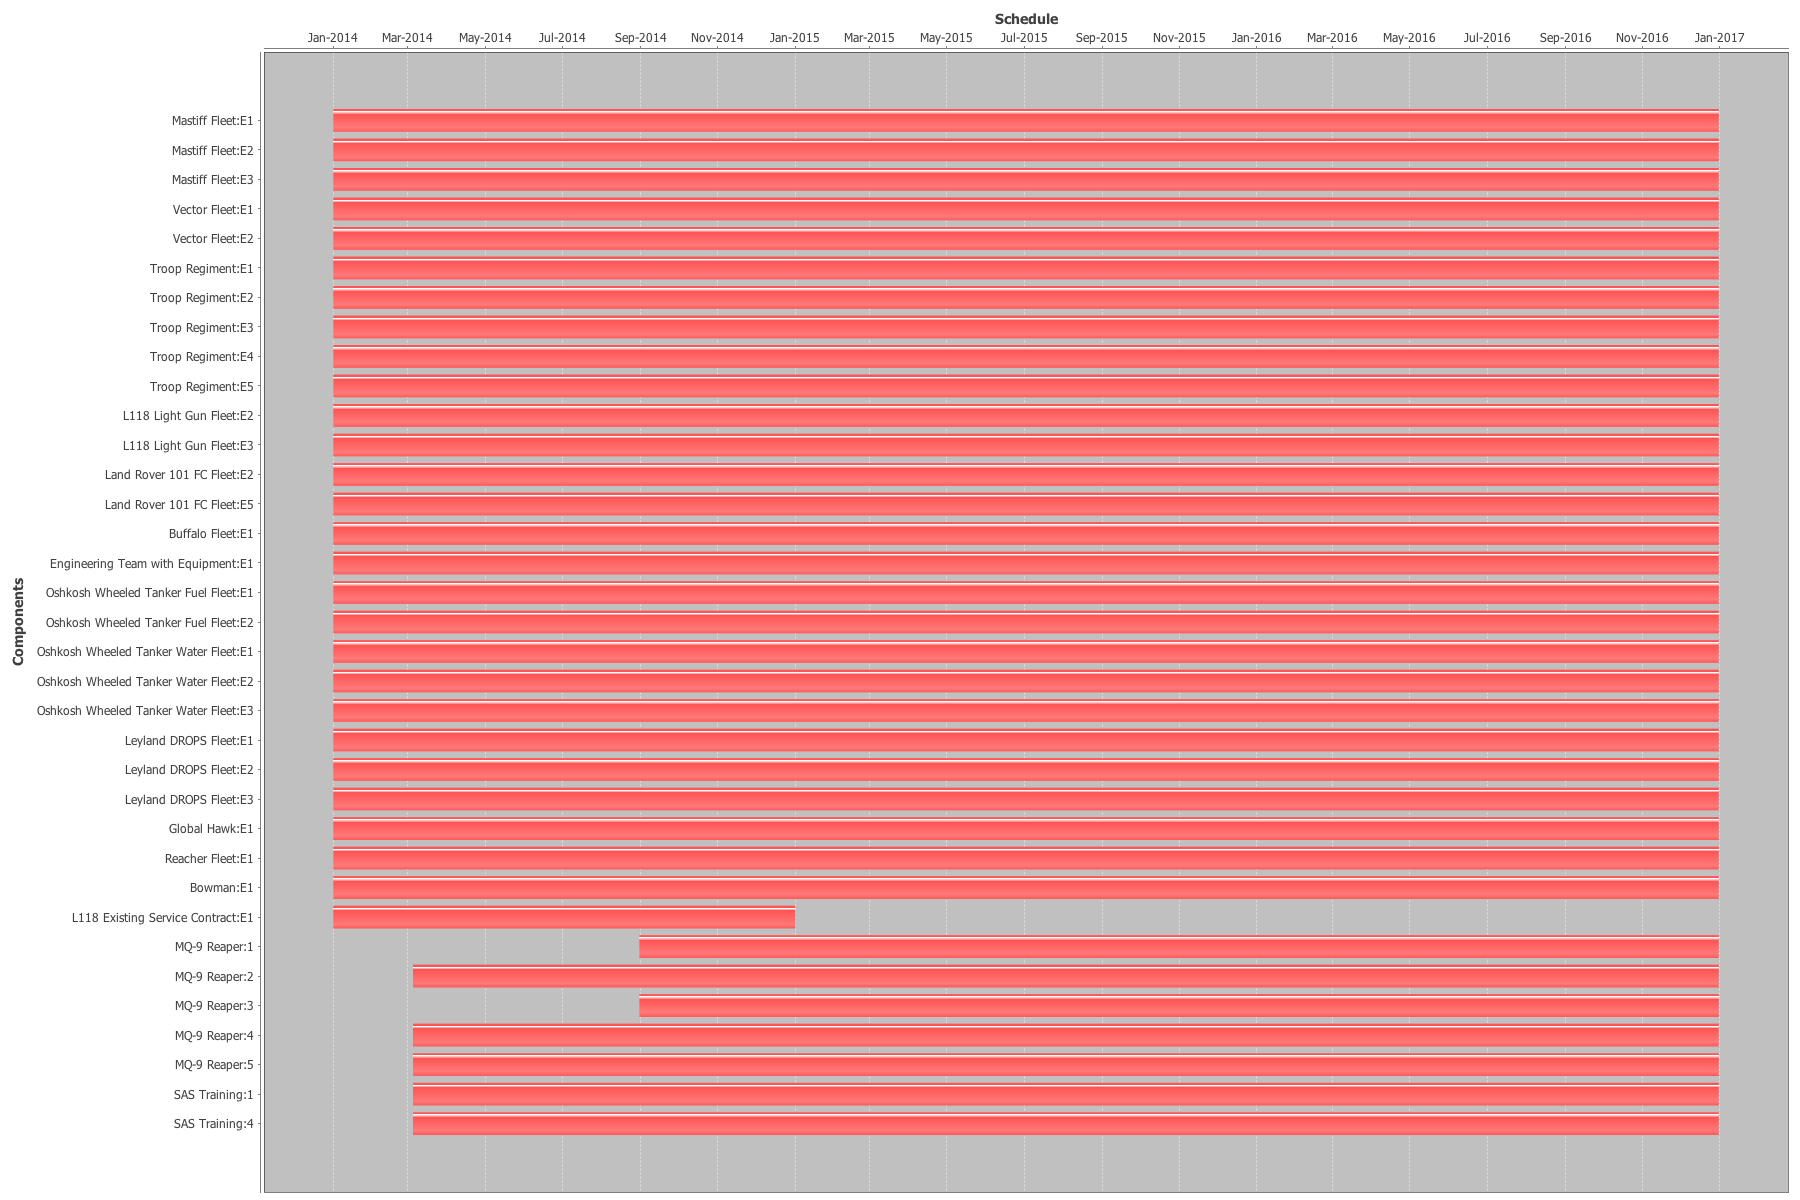 Schedule
Jan-2014 Mar-2014 May-2014 Jul-2014 Sep-2014 Nov-2014 Jan-2015 Mar-2015 May-2015 Jul-2015 Sep-2015 Nov-2015 Jan-2016 Mar-2016 May-2016 Jul-2016 Sep-2016 Nov-2016 Jan-2017
Components
Mastiff Fleet:E1
Mastiff Fleet:E2
Mastiff Fleet:E3
Vector Fleet:E1
Vector Fleet:E2
Troop Regiment:E1
Troop Regiment:E2
Troop Regiment:E3
Troop Regiment:E4
Troop Regiment:E5
L118 Light Gun Fleet:E2
L118 Light Gun Fleet:E3
Land Rover 101 FC Fleet:E2
Land Rover 101 FC Fleet:E5
Buffalo Fleet:E1
Engineering Team with Equipment:E1
Oshkosh Wheeled Tanker Fuel Fleet:E1
Oshkosh Wheeled Tanker Fuel Fleet:E2
Oshkosh Wheeled Tanker Water Fleet:E1
Oshkosh Wheeled Tanker Water Fleet:E2
Oshkosh Wheeled Tanker Water Fleet:E3
Leyland DROPS Fleet:E1
Leyland DROPS Fleet:E2
Leyland DROPS Fleet:E3
Global Hawk:E1
Reacher Fleet:E1
Bowman:E1
L118 Existing Service Contract:E1
MQ-9 Reaper:1
MQ-9 Reaper:2
MQ-9 Reaper:3
MQ-9 Reaper:4
MQ-9 Reaper:5
SAS Training:1
SAS Training:4